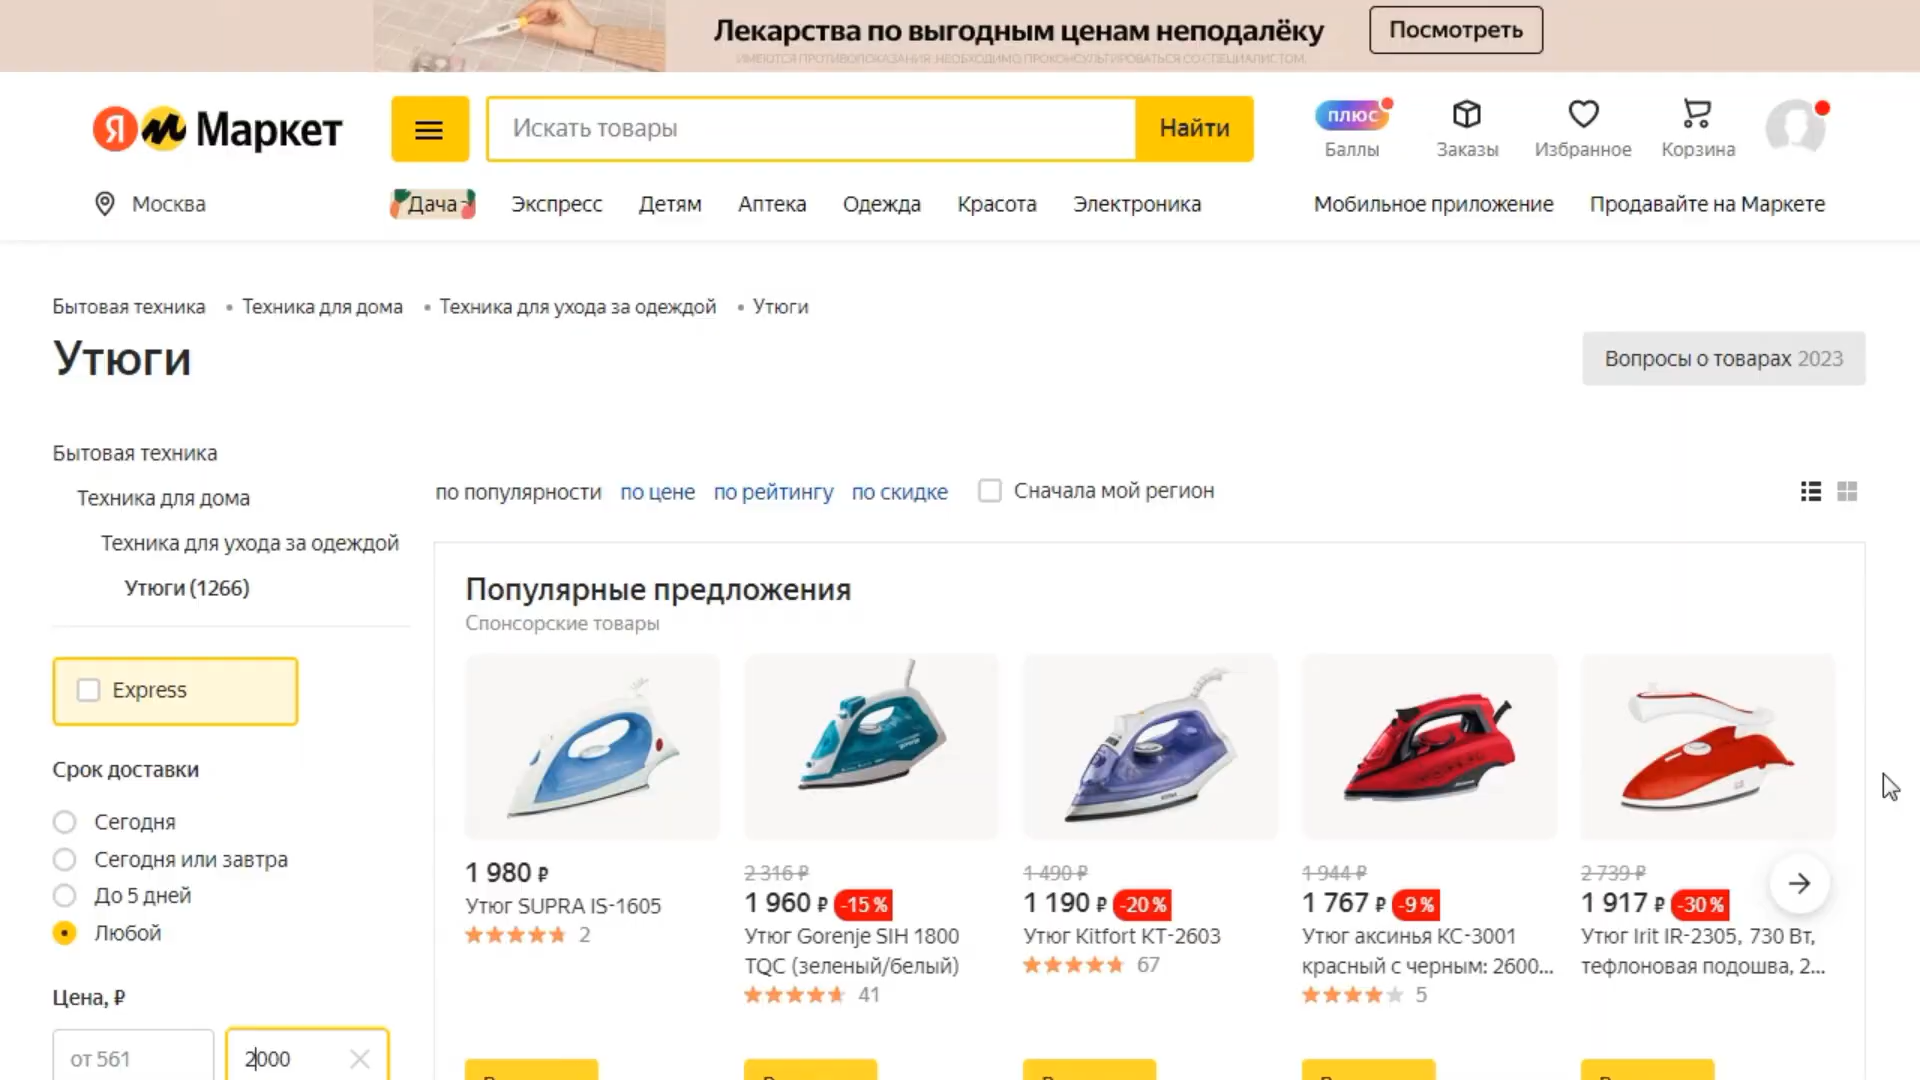 Лекарства по выгодным ценам неподалёку
Посмотреть
ИМЕЮТСЯ ПРОТИВОПОКАЗАНИЯ. НЕОБХОДИМО ПРОКОНСУЛЬТИРОВАТЬСЯ СО СПЕЦИАЛИСТОМ.
Я М Маркет
Искать товары
Найти
плюс
Баллы
Заказы
Избранное
Корзина
Москва
Дача
Экспресс
Детям
Аптека
Одежда
Красота
Электроника
Мобильное приложение
Продавайте на Маркете
Бытовая техника • Техника для дома • Техника для ухода за одеждой • Утюги
Утюги
Вопросы о товарах 2023
Бытовая техника
Техника для дома
Техника для ухода за одеждой
Утюги (1266)
Express
Срок доставки
Сегодня
Сегодня или завтра
До 5 дней
Любой
Цена, ₽
от 561
2000
по популярности по цене по рейтингу по скидке Сначала мой регион
Популярные предложения
Спонсорские товары
1 980 ₽
Утюг SUPRA IS-1605
2
2 316 ₽
1 960 ₽ -15 %
Утюг Gorenje SIH 1800
TQC (зеленый/белый)
41
1 490 ₽
1 190 ₽ -20 %
Утюг Kitfort KT-2603
67
1 944 ₽
1 767 ₽ -9 %
Утюг аксинья КС-3001
красный с черным: 2600...
5
2 739 ₽
1 917 ₽ -30 %
Утюг Irit IR-2305, 730 Вт,
тефлоновая подошва, 2...